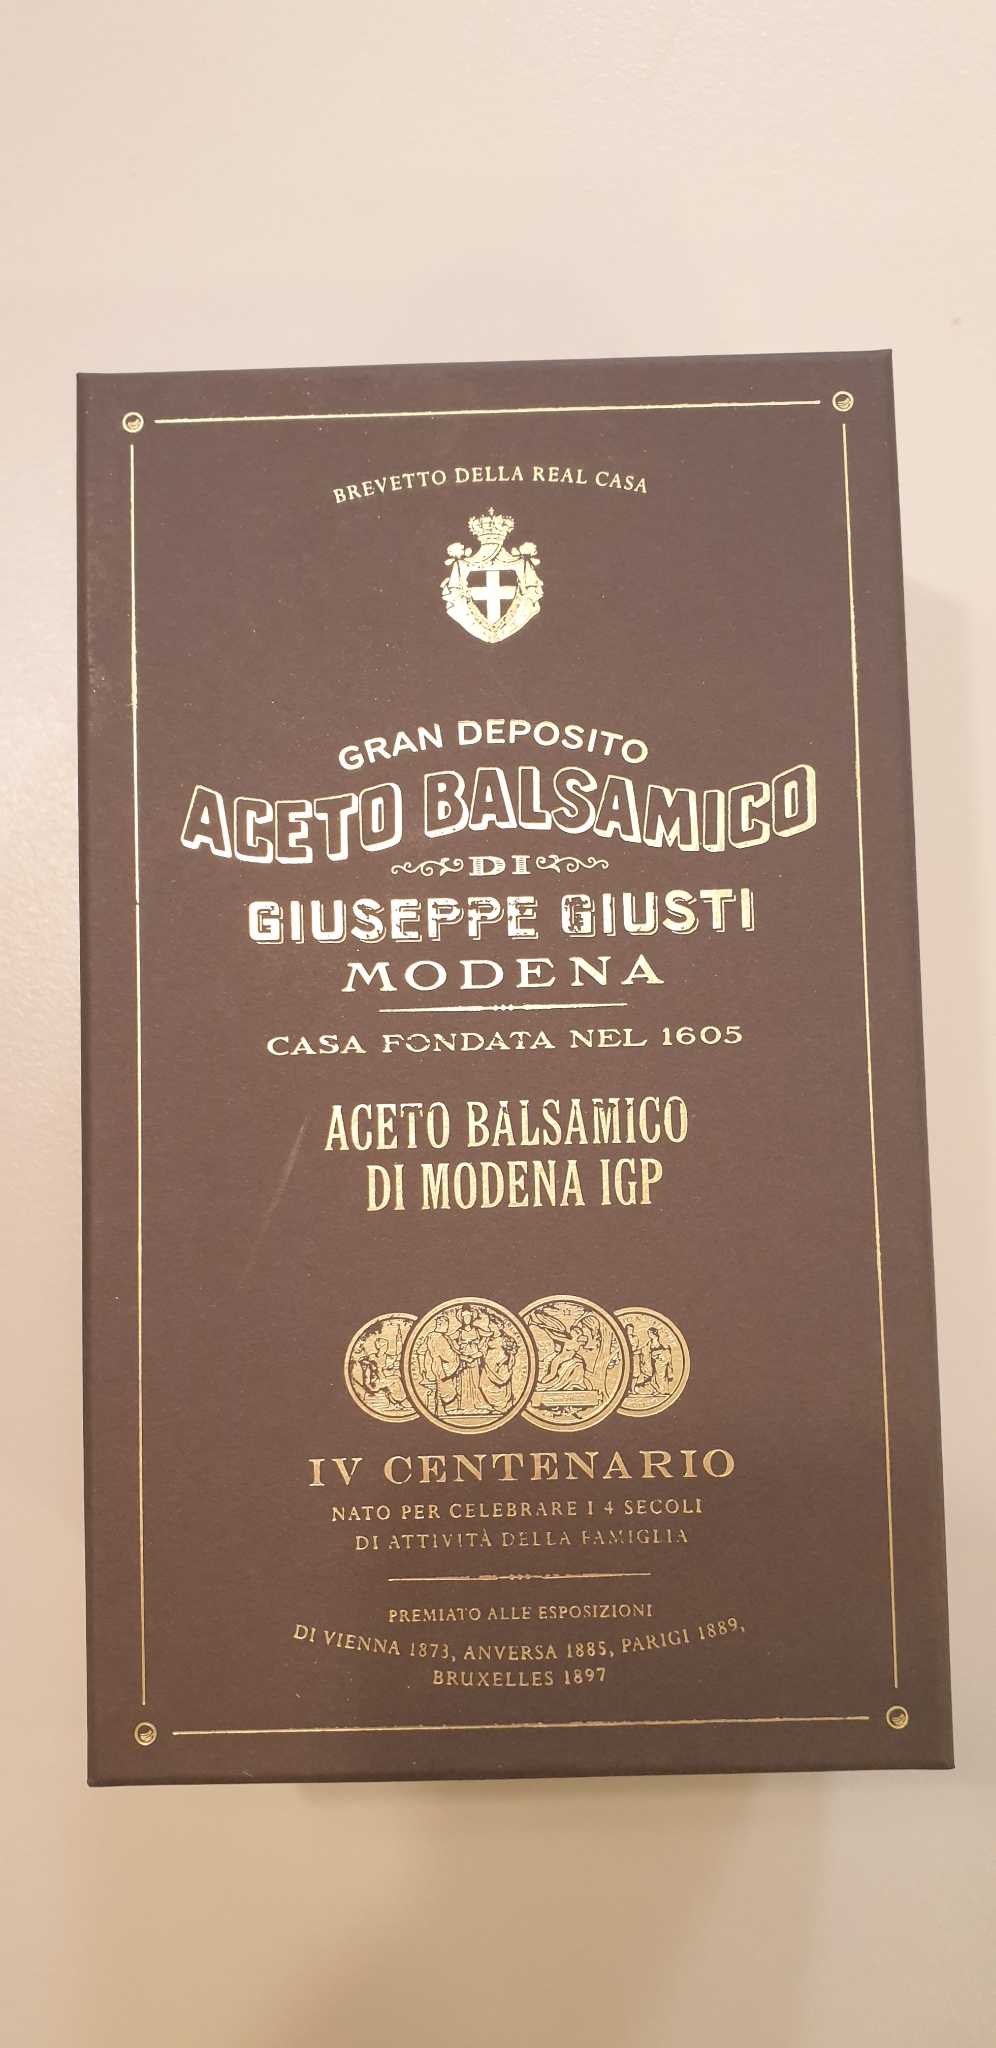 BREVETTO DELLA REAL CASA
GRAN DEPOSITO
ACETO BALSAMICO
DI
GIUSEPPE GIUSTI
MODENA
CASA FONDATA NEL 1605
ACETO BALSAMICO
DI MODENA IGP
IV CENTENARIO
NATO PER CELEBRARE I 4 SECOLI
DI ATTIVITÀ DELLA FAMIGLIA
PREMIATO ALLE ESPOSIZIONI
DI VIENNA 1873, ANVERSA 1885, PARIGI 1889,
BRUXELLES 1897